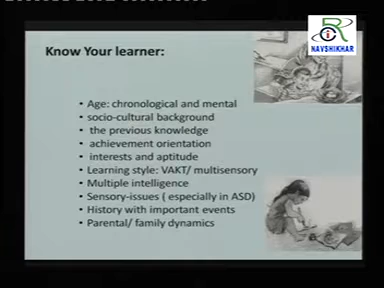 RCI
NAVSHIKHAR
Know Your learner:
• Age: chronological and mental
• socio-cultural background
• the previous knowledge
• achievement orientation
• interests and aptitude
• Learning style: VAKT/ multisensory
• Multiple intelligence
• Sensory-issues ( especially in ASD)
• History with important events
• Parental/ family dynamics